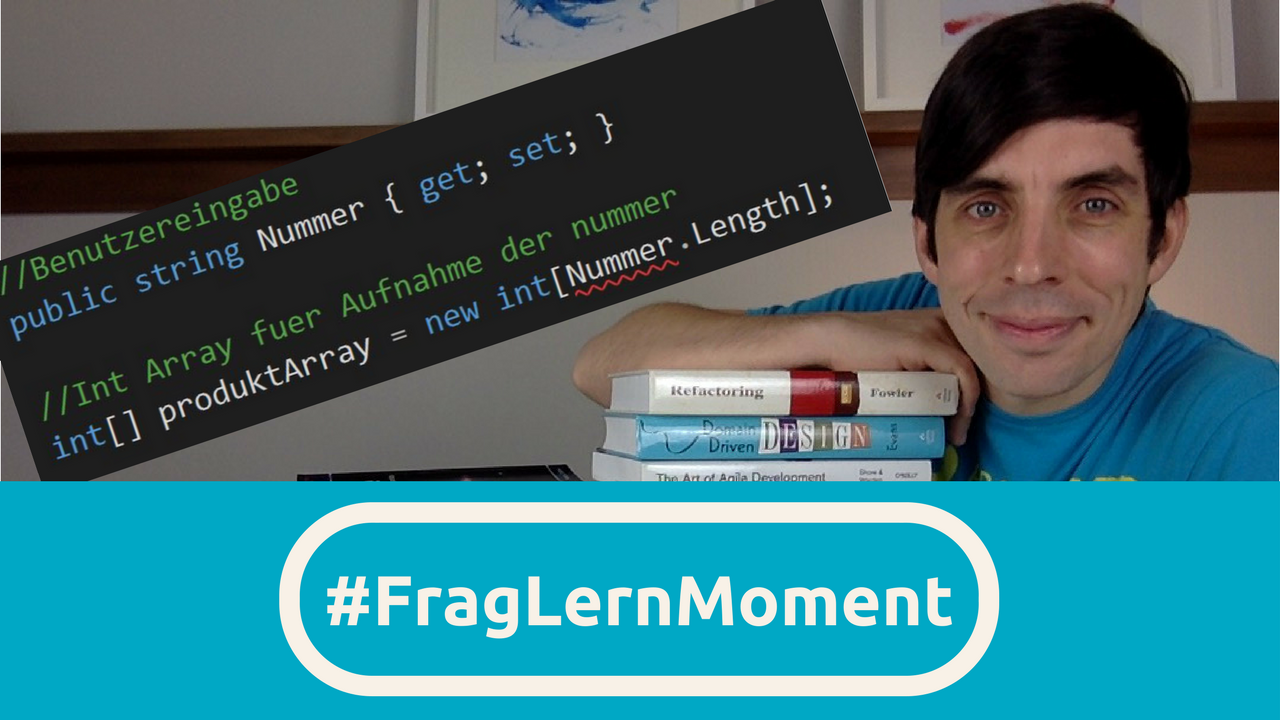 //Benutzereingabe
public string Nummer { get; set; }
//Int Array fuer Aufnahme der nummer
int[] produktArray = new int[Nummer.Length];
Refactoring Fowler
Domain Driven DESIGN Evans
The Art of Agile Development
#FragLernMoment